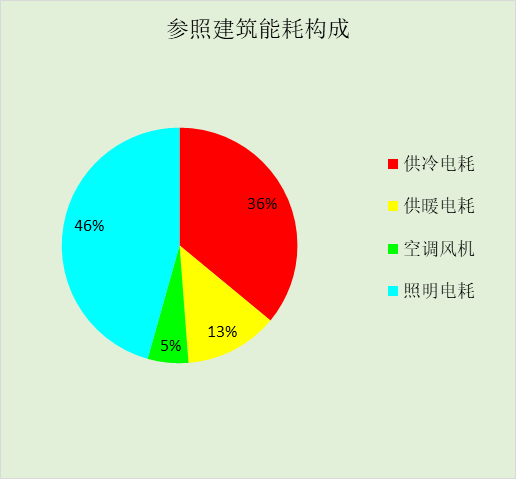 参照建筑能耗构成
36%
13%
5%
46%
供冷电耗
供暖电耗
空调风机
照明电耗